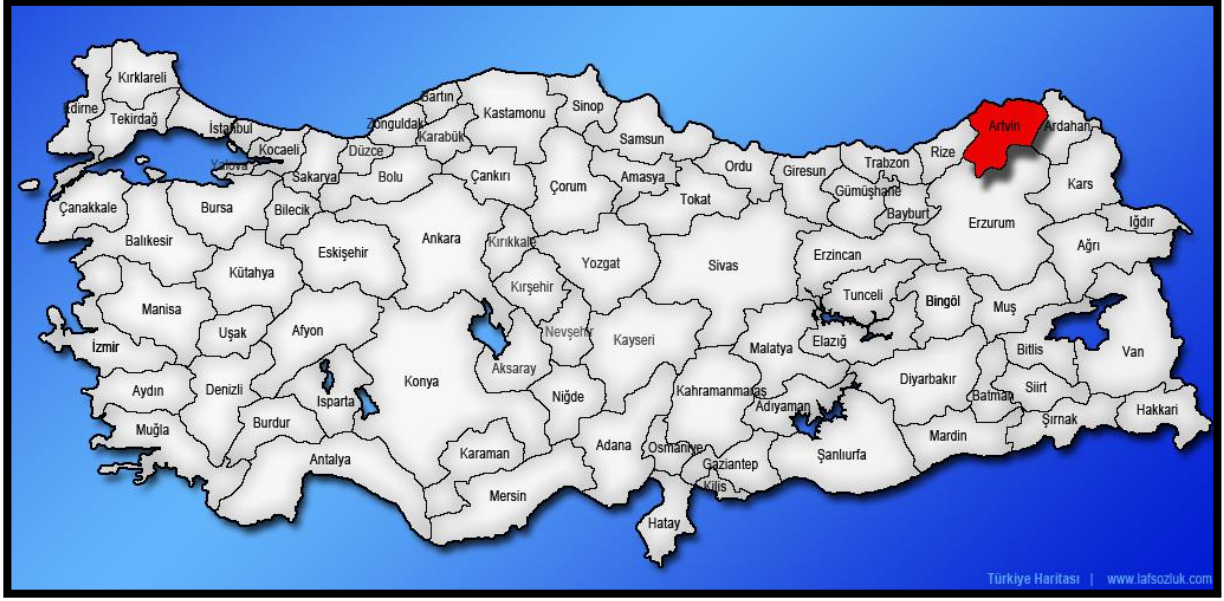 Kırklareli
Edirne
Tekirdağ
İstanbul
Kocaeli
Yalova
Sakarya
Düzce
Zonguldak
Bartın
Karabük
Kastamonu
Sinop
Samsun
Bolu
Çankırı
Çorum
Amasya
Ordu
Giresun
Trabzon
Rize
Artvin
Ardahan
Gümüşhane
Bayburt
Tokat
Kars
Iğdır
Çanakkale
Bursa
Bilecik
Balıkesir
Eskişehir
Ankara
Kırıkkale
Yozgat
Sivas
Erzincan
Erzurum
Ağrı
Kütahya
Kırşehir
Tunceli
Bingöl
Muş
Manisa
Uşak
Afyon
Nevşehir
Kayseri
Malatya
Elazığ
Bitlis
Van
İzmir
Aksaray
Konya
Aydın
Denizli
Isparta
Niğde
Kahramanmaraş
Adıyaman
Diyarbakır
Batman
Siirt
Şırnak
Hakkari
Muğla
Burdur
Antalya
Karaman
Adana
Osmaniye
Gaziantep
Şanlıurfa
Mardin
Mersin
Kilis
Hatay
Türkiye Haritası | www.lafsozluk.com